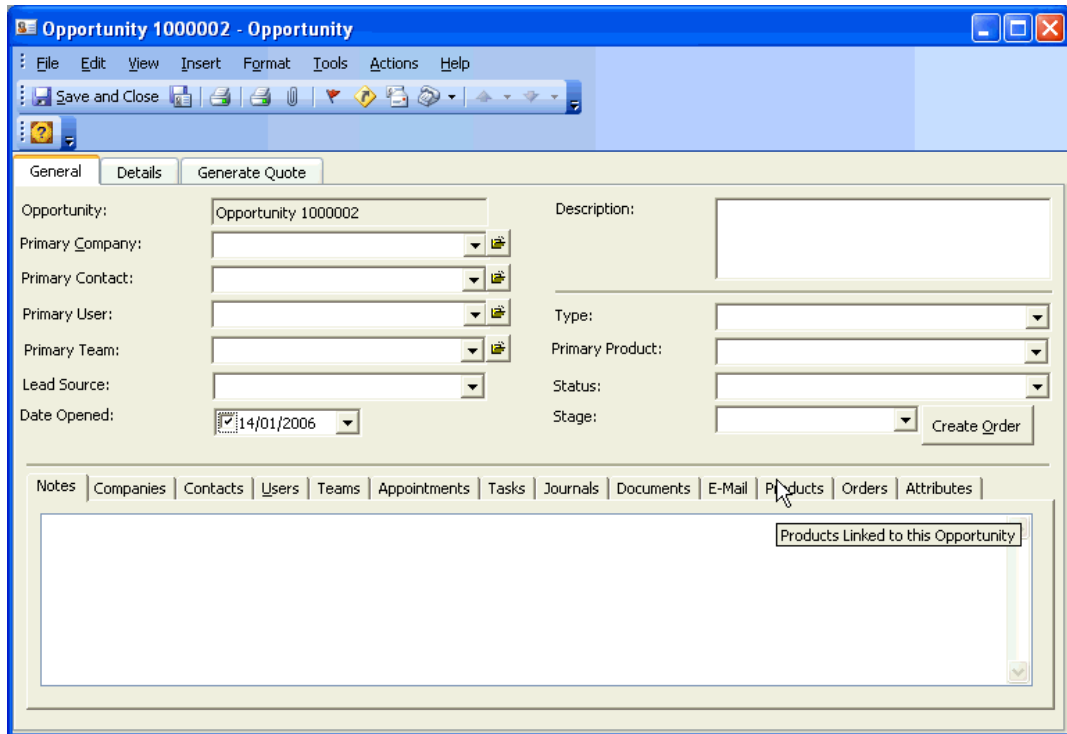 Opportunity 1000002 - Opportunity
File Edit View Insert Format Tools Actions Help
Save and Close
General Details Generate Quote
Opportunity: Opportunity 1000002 Description:
Primary Company:
Primary Contact:
Primary User: Type:
Primary Team: Primary Product:
Lead Source: Status:
Date Opened: 14/01/2006 Stage: Create Order
Notes Companies Contacts Users Teams Appointments Tasks Journals Documents E-Mail Products Orders Attributes
Products Linked to this Opportunity